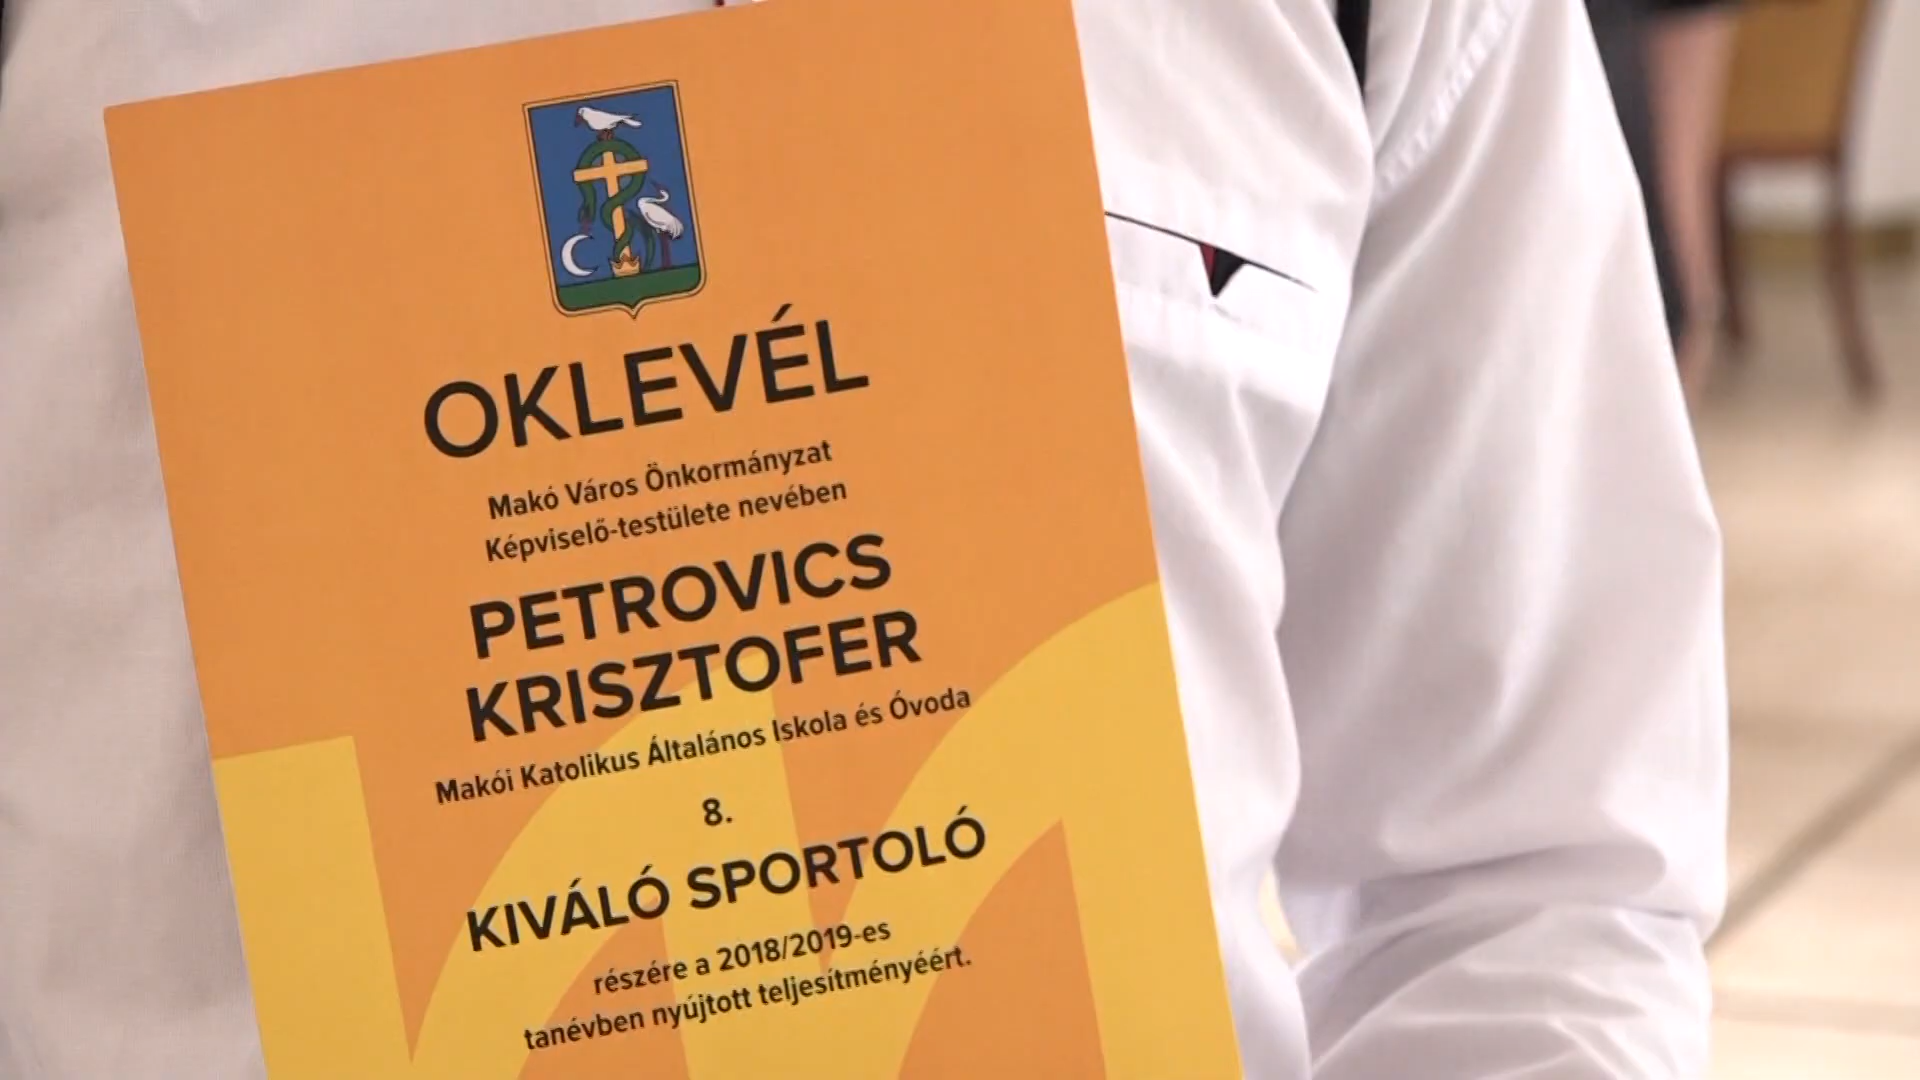 OKLEVÉL
Makó Város Önkormányzat
Képviselő-testülete nevében
PETROVICS
KRISZTOFER
Makói Katolikus Általános Iskola és Óvoda
8.
KIVÁLÓ SPORTOLÓ
részére a 2018/2019-es
tanévben nyújtott teljesítményéért.